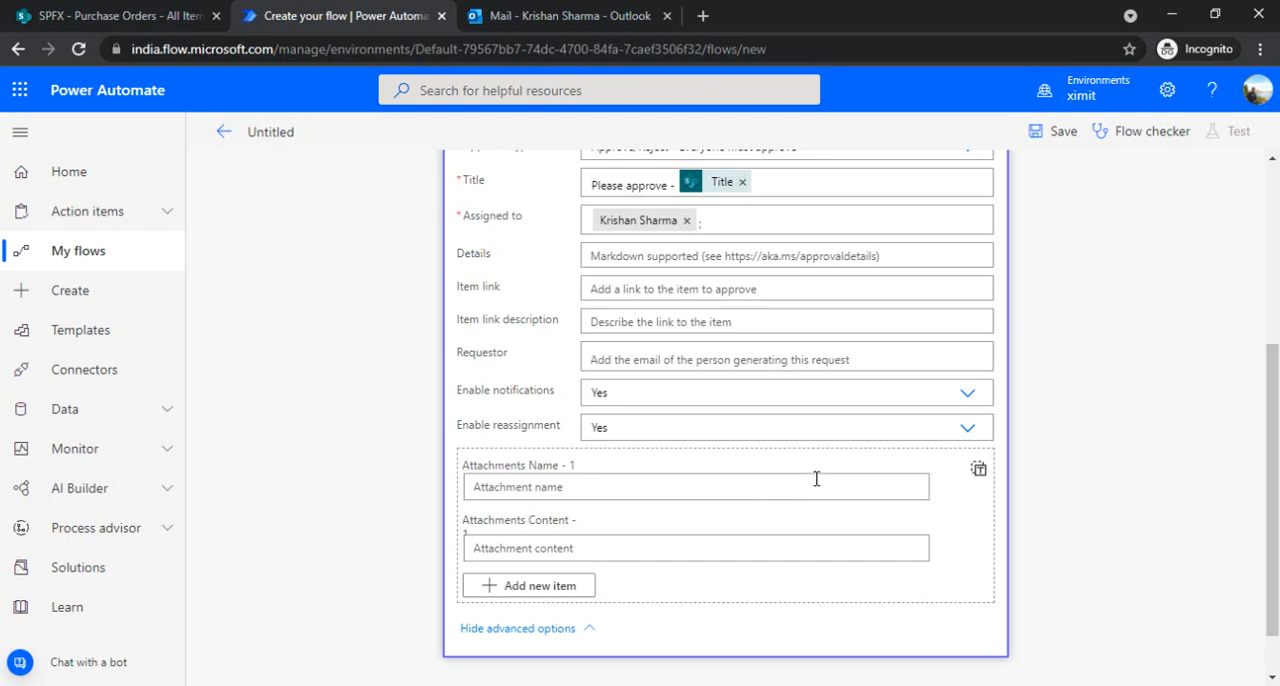 SPFX - Purchase Orders - All Item
Create your flow | Power Automa
Mail - Krishan Sharma - Outlook
india.flow.microsoft.com/manage/environments/Default-79567bb7-74dc-4700-84fa-7caef3506f32/flows/new
Incognito
Power Automate
Search for helpful resources
Environments
ximit
Untitled
Save
Flow checker
Test
Home
Action items
My flows
Create
Templates
Connectors
Data
Monitor
AI Builder
Process advisor
Solutions
Learn
Chat with a bot
Approve/Reject - Everyone must approve
*Title
Please approve - Title ×
*Assigned to
Krishan Sharma × ;
Details
Markdown supported (see https://aka.ms/approvaldetails)
Item link
Add a link to the item to approve
Item link description
Describe the link to the item
Requestor
Add the email of the person generating this request
Enable notifications
Yes
Enable reassignment
Yes
Attachments Name - 1
Attachment name
Attachments Content -
1
Attachment content
Add new item
Hide advanced options